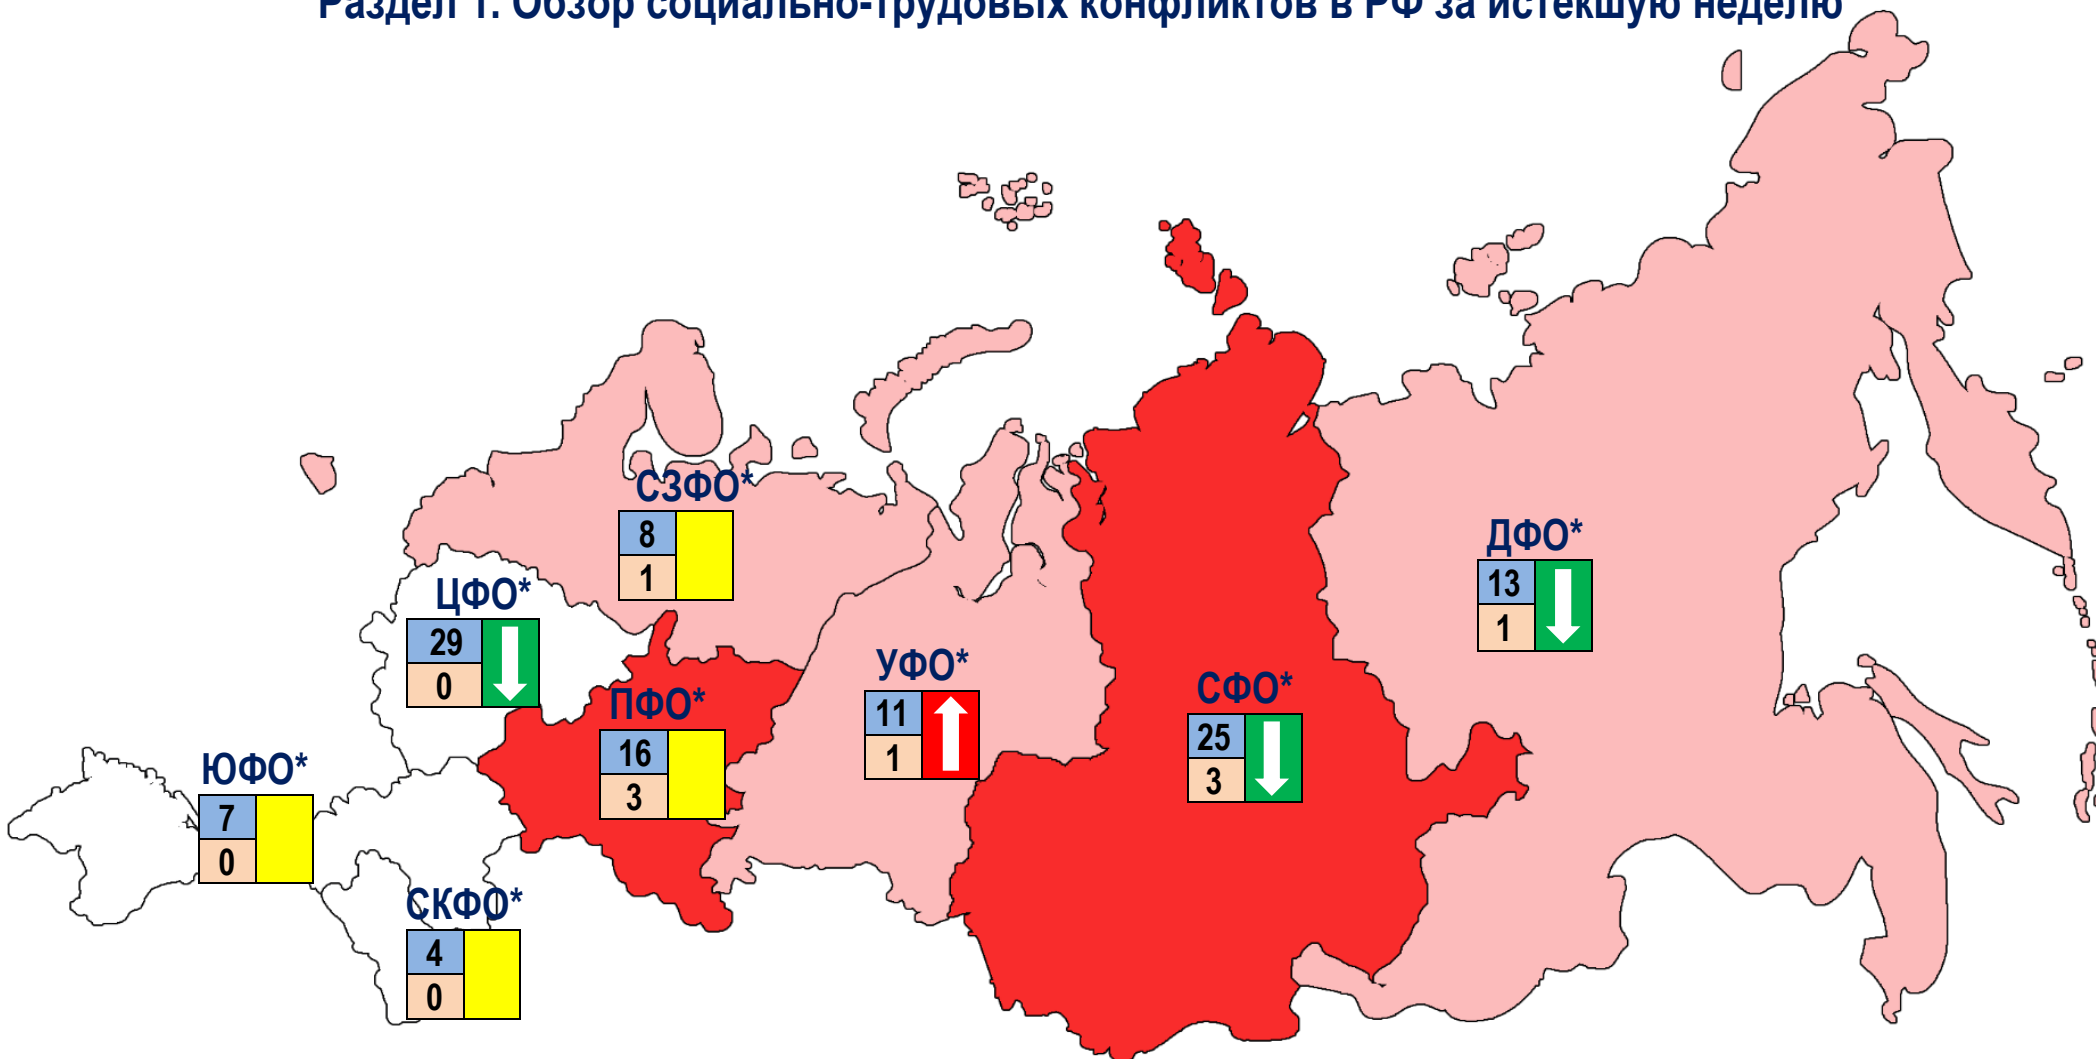 Раздел 1. Обзор социально-трудовых конфликтов в РФ за истекшую неделю
СЗФО*
8
1
ДФО*
13
1
ЦФО*
29
0
УФО*
11
1
СФО*
25
3
ПФО*
16
3
ЮФО*
7
0
СКФО*
4
0